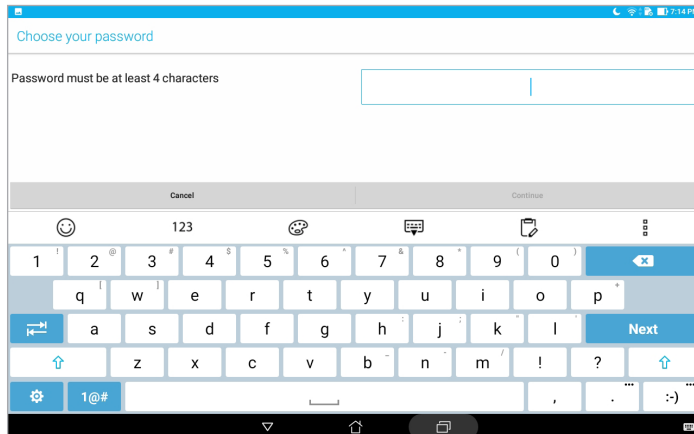 7:14 PM
Choose your password
Password must be at least 4 characters
Cancel Continue
123
1 ! 2 @ 3 # 4 $ 5 % 6 ^ 7 & 8 * 9 ( 0 )
q [ w ] e r t y u i o p +
a s d f g h : j ; k " l ' Next
z x c v b - n m / ! ?
1@# , . ... :-) ...